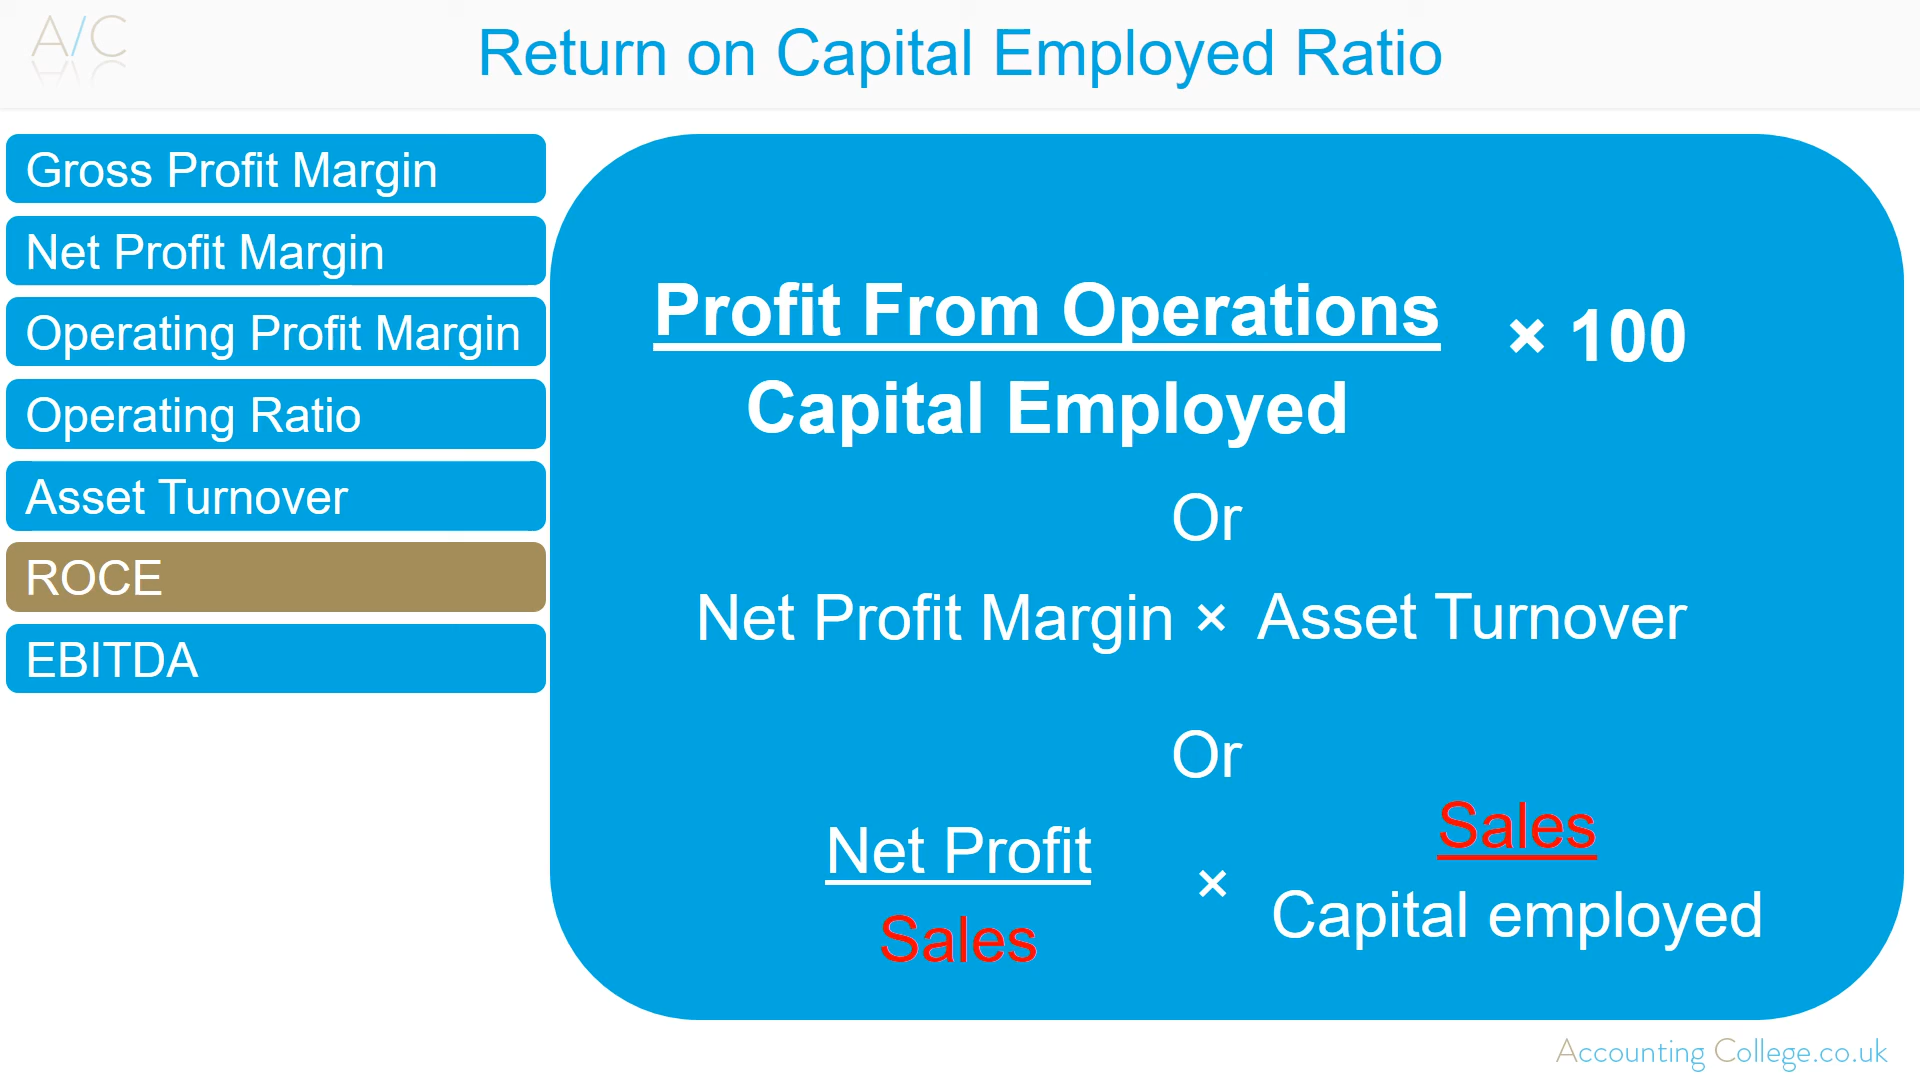 A/C
Return on Capital Employed Ratio
Gross Profit Margin
Net Profit Margin
Operating Profit Margin
Operating Ratio
Asset Turnover
ROCE
EBITDA
Profit From Operations × 100
Capital Employed
Or
Net Profit Margin × Asset Turnover
Or
Net Profit × Sales
Sales Capital employed
Accounting College.co.uk